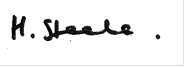 H. Steele .